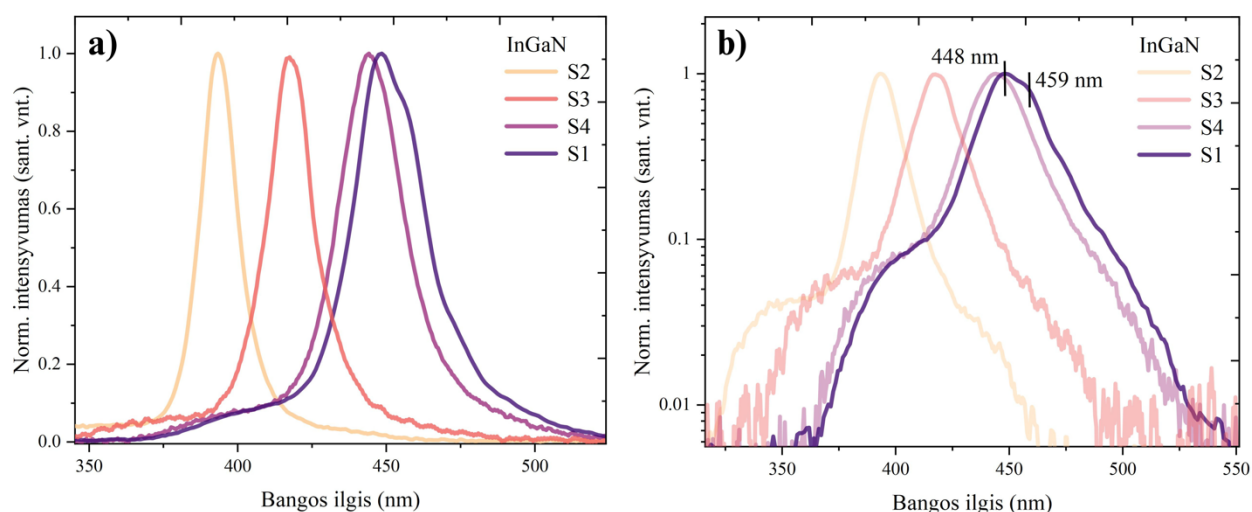 a)
InGaN
S2
S3
S4
S1
1.0
0.8
0.6
0.4
0.2
0.0
Norm. intensyvumas (sant. vnt.)
350
400
450
500
Bangos ilgis (nm)
b)
448 nm
459 nm
InGaN
S2
S3
S4
S1
1
0.1
0.01
Norm. intensyvumas (sant. vnt.)
350
400
450
500
550
Bangos ilgis (nm)